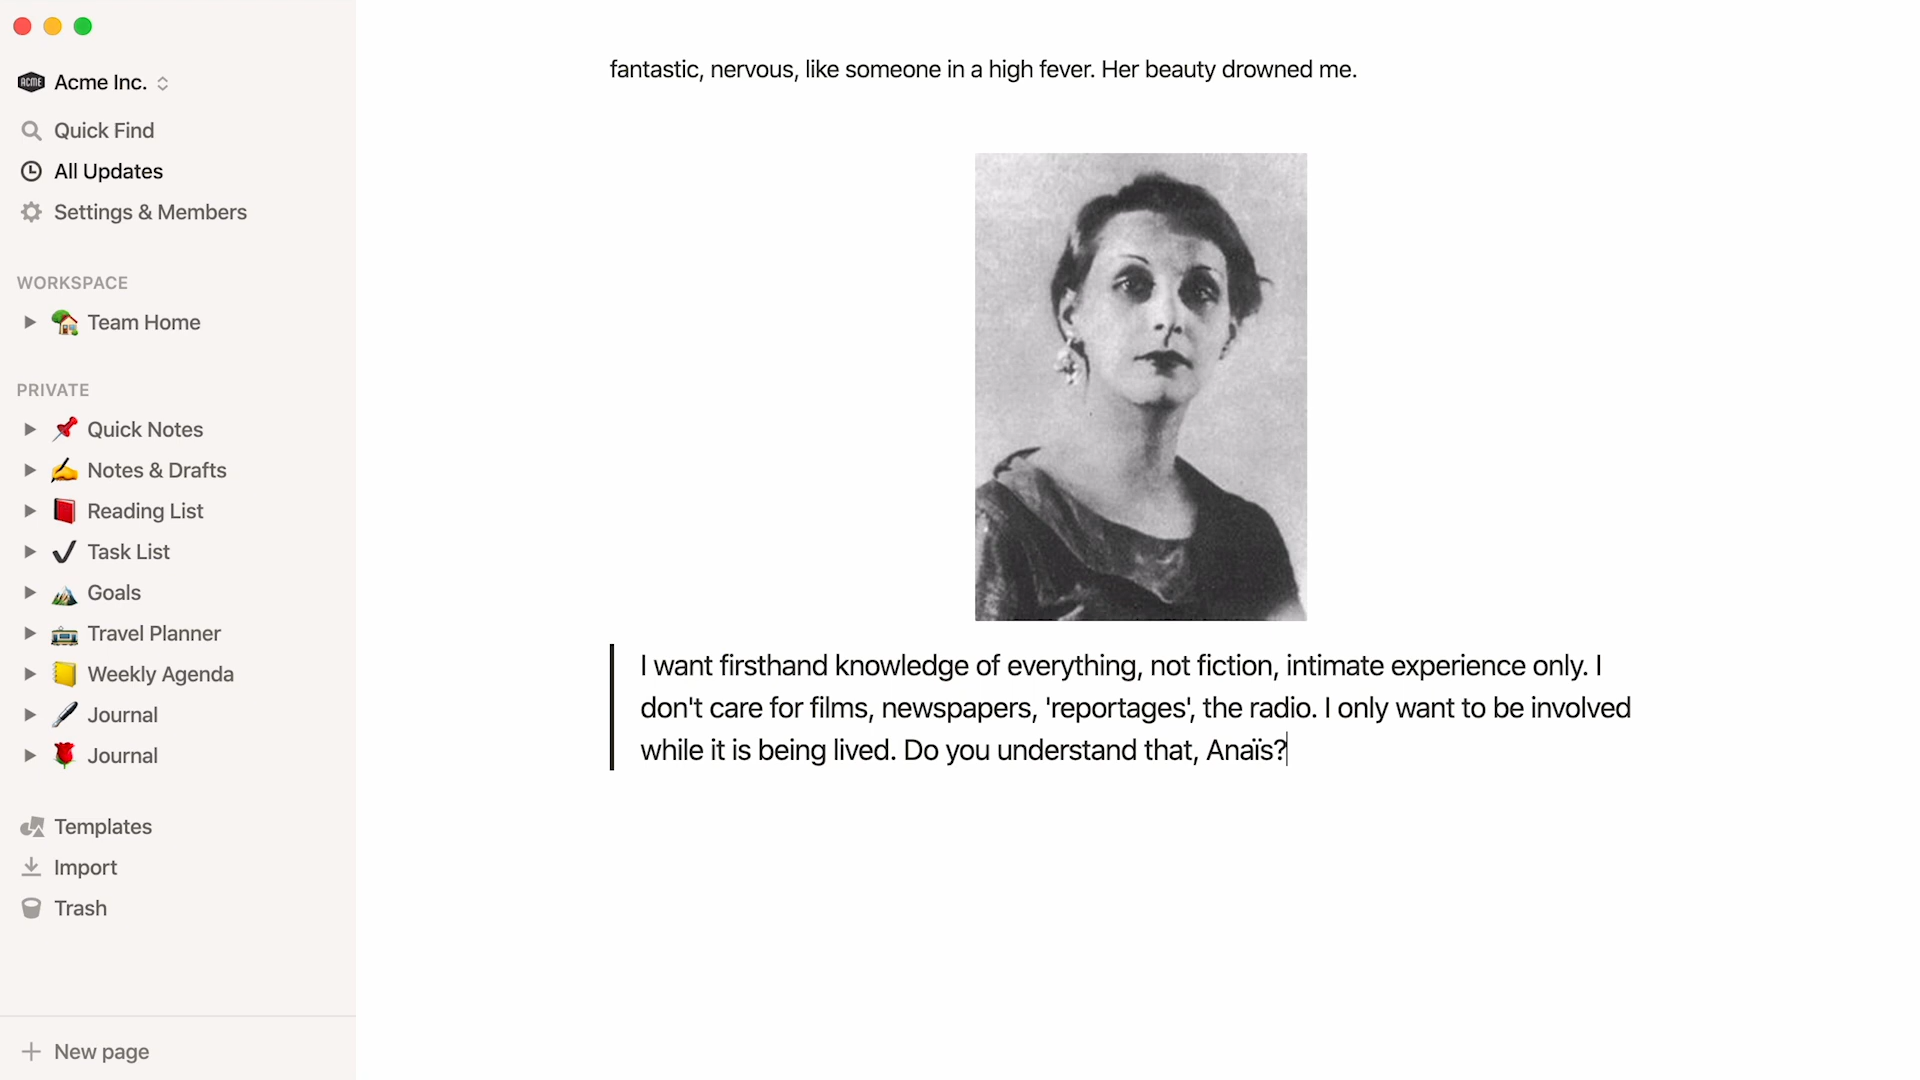 Acme Inc.
Quick Find
All Updates
Settings & Members
WORKSPACE
Team Home
PRIVATE
Quick Notes
Notes & Drafts
Reading List
Task List
Goals
Travel Planner
Weekly Agenda
Journal
Journal
Templates
Import
Trash
New page
fantastic, nervous, like someone in a high fever. Her beauty drowned me.
I want firsthand knowledge of everything, not fiction, intimate experience only. I
don't care for films, newspapers, 'reportages', the radio. I only want to be involved
while it is being lived. Do you understand that, Anaïs?